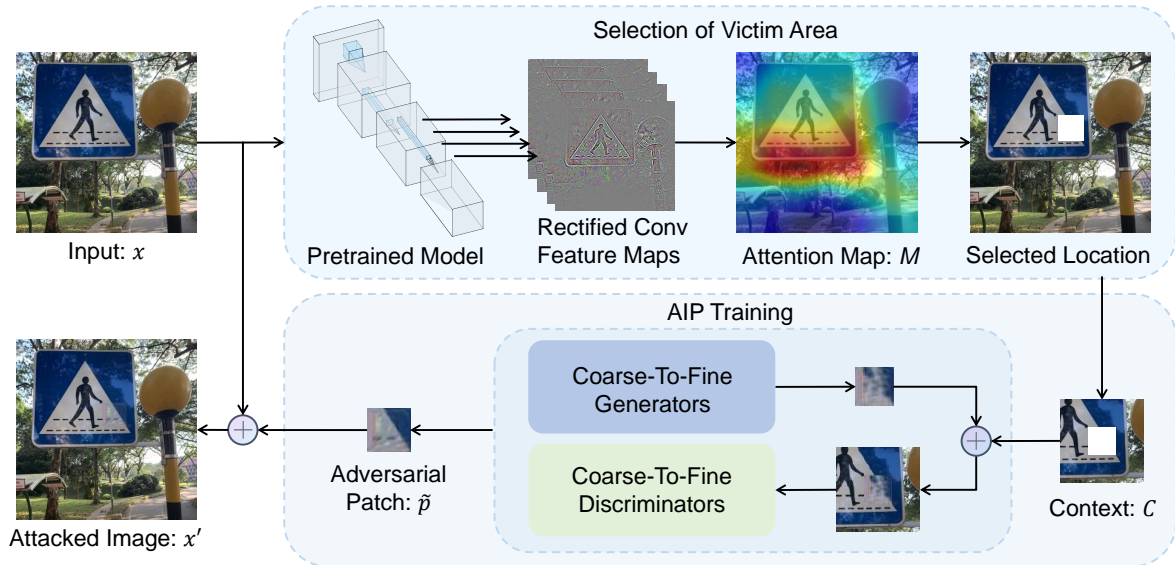 Selection of Victim Area
Input: x
Pretrained Model
Rectified Conv
Feature Maps
Attention Map: M
Selected Location
AIP Training
Coarse-To-Fine
Generators
Coarse-To-Fine
Discriminators
Adversarial
Patch: p̃
Context: C
Attacked Image: x′